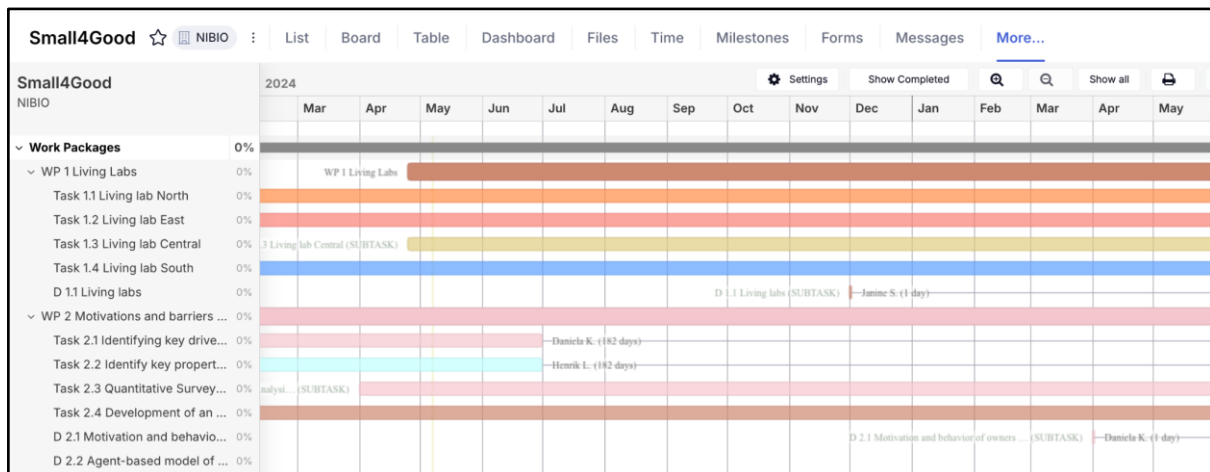 Small4Good NIBIO List Board Table Dashboard Files Time Milestones Forms Messages More...
Small4Good
NIBIO
2024 Settings Show Completed Show all
Mar Apr May Jun Jul Aug Sep Oct Nov Dec Jan Feb Mar Apr May
Work Packages 0%
WP 1 Living Labs 0% WP 1 Living Labs
Task 1.1 Living lab North 0%
Task 1.2 Living lab East 0%
Task 1.3 Living lab Central 0% .3 Living lab Central (SUBTASK)
Task 1.4 Living lab South 0%
D 1.1 Living labs 0% D 1.1 Living labs (SUBTASK) Janine S. (1 day)
WP 2 Motivations and barriers ... 0%
Task 2.1 Identifying key drive... 0% Daniela K. (182 days)
Task 2.2 Identify key propert... 0% Henrik L. (182 days)
Task 2.3 Quantitative Survey... 0% nalysi... (SUBTASK)
Task 2.4 Development of an ... 0%
D 2.1 Motivation and behavio... 0% D 2.1 Motivation and behavior of owners ... (SUBTASK) Daniela K. (1 day)
D 2.2 Agent-based model of ... 0%